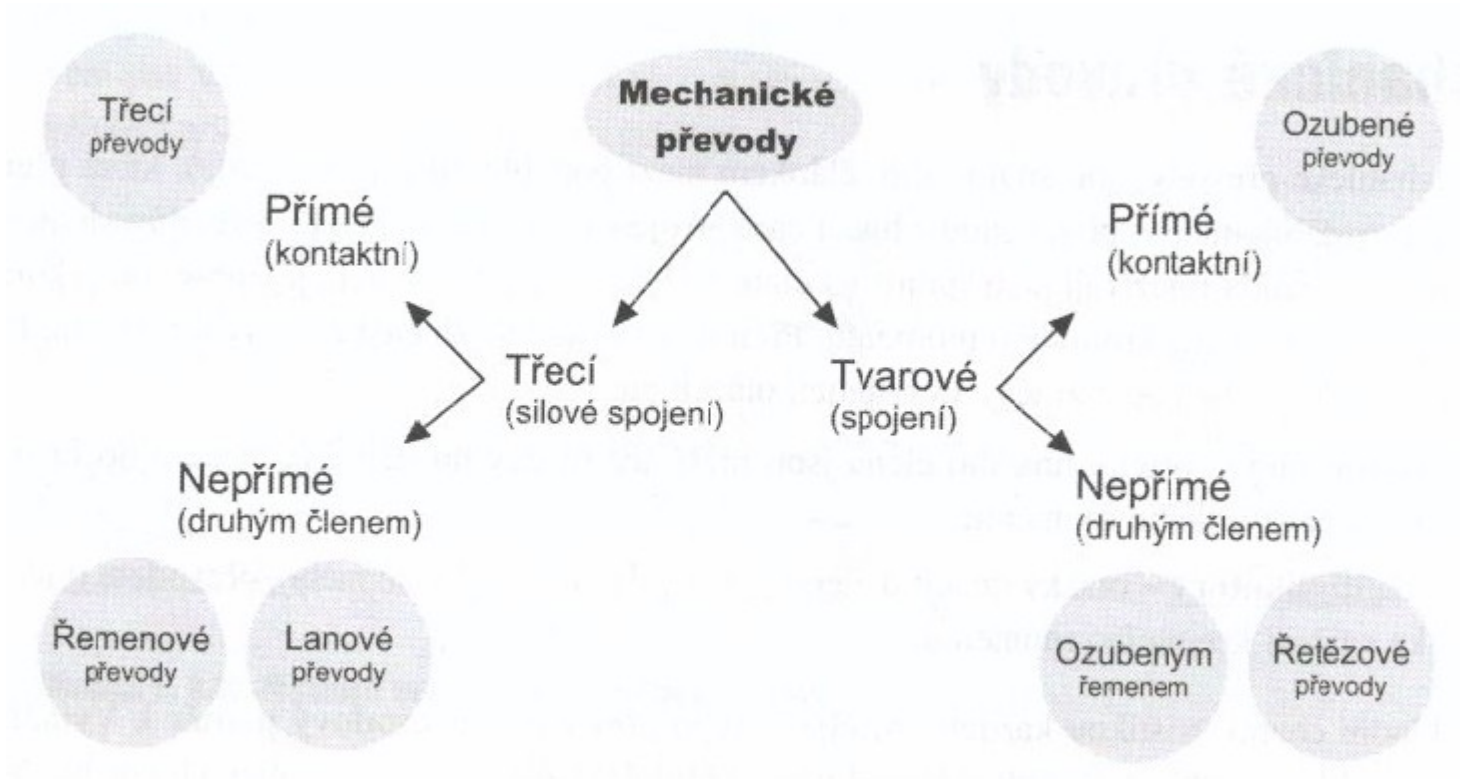 Mechanické
převody
Třecí
převody
Ozubené
převody
Přímé
(kontaktní)
Přímé
(kontaktní)
Třecí
(silové spojení)
Tvarové
(spojení)
Nepřímé
(druhým členem)
Nepřímé
(druhým členem)
Řemenové
převody
Lanové
převody
Ozubeným
řemenem
Řetězové
převody